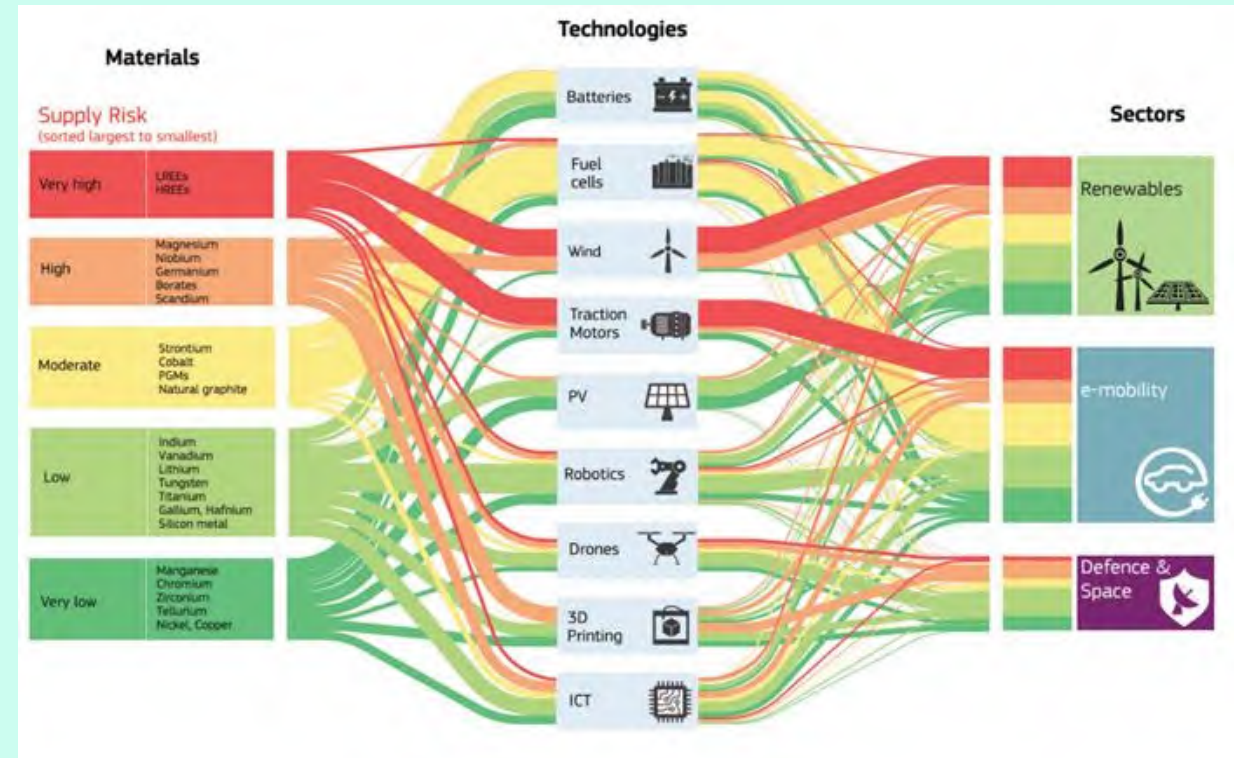 Technologies
Materials
Supply Risk
(sorted largest to smallest)
Very high
LREEs
HREEs
High
Magnesium
Niobium
Germanium
Borates
Scandium
Moderate
Strontium
Cobalt
PGMs
Natural graphite
Low
Indium
Vanadium
Lithium
Tungsten
Titanium
Gallium, Hafnium
Silicon metal
Very low
Manganese
Chromium
Zirconium
Tellurium
Nickel, Copper
Batteries
Fuel
cells
Wind
Traction
Motors
PV
Robotics
Drones
3D
Printing
ICT
Sectors
Renewables
e-mobility
Defence &
Space